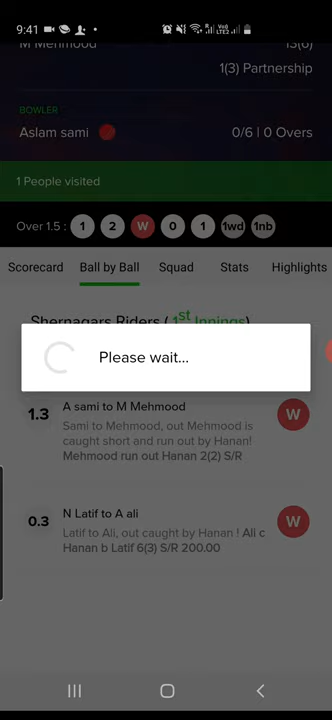 9:41
M Mehmood 13(6)
1(3) Partnership
BOWLER
Aslam sami 0/6 | 0 Overs
1 People visited
Over 1.5 : 1 2 W 0 1 1wd 1nb
Scorecard Ball by Ball Squad Stats Highlights
Shernagars Riders ( 1st Innings)
Please wait...
1.3 A sami to M Mehmood W
Sami to Mehmood, out Mehmood is
caught short and run out by Hanan!
Mehmood run out Hanan 2(2) S/R
0.3 N Latif to A ali W
Latif to Ali, out caught by Hanan ! Ali c
Hanan b Latif 6(3) S/R 200.00